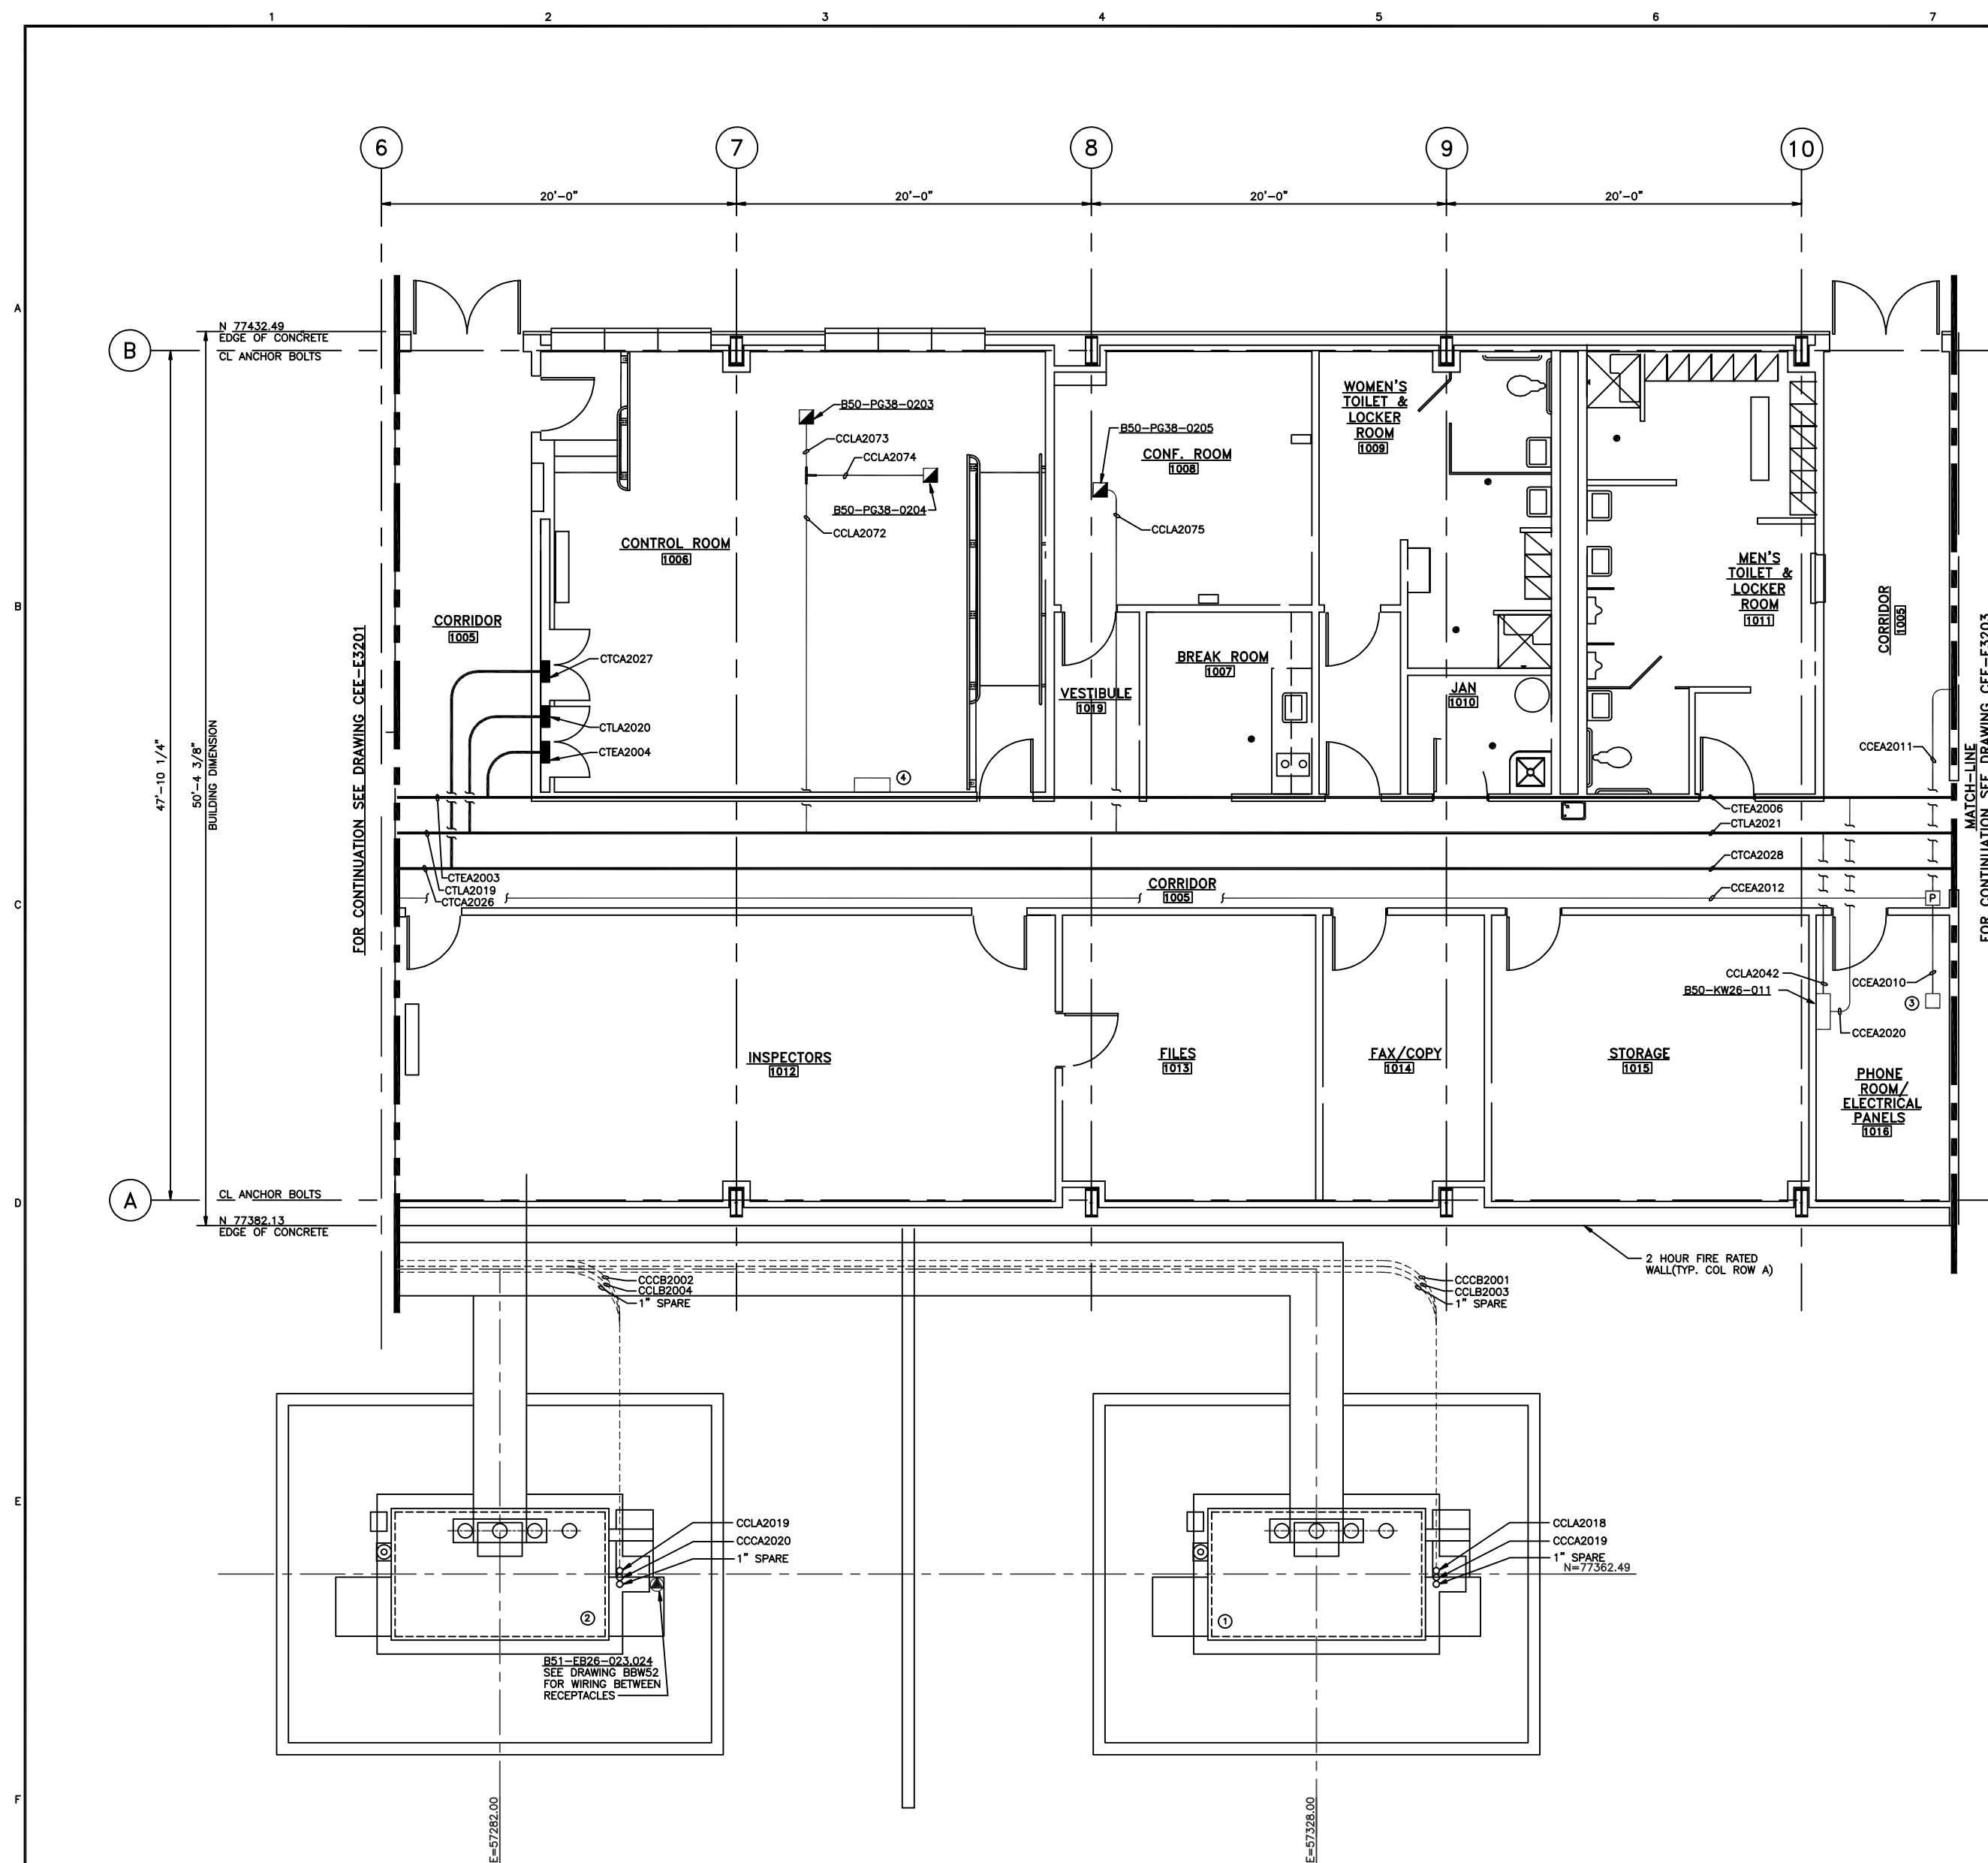 1
2
3
4
5
6
7
6
7
8
9
10
20'-0"
20'-0"
20'-0"
20'-0"
A
B
C
D
E
F
B
A
N 77432.49
EDGE OF CONCRETE
CL ANCHOR BOLTS
47'-10 1/4"
50'-4 3/8"
BUILDING DIMENSION
FOR CONTINUATION SEE DRAWING CEE-E3201
CL ANCHOR BOLTS
N 77382.13
EDGE OF CONCRETE
CORRIDOR
1005
CONTROL ROOM
1006
B50-PG38-0203
CCLA2073
CCLA2074
B50-PG38-0204
CCLA2072
CTCA2027
CTLA2020
CTEA2004
4
B50-PG38-0205
CONF. ROOM
1008
CCLA2075
BREAK ROOM
1007
VESTIBULE
1019
WOMEN'S
TOILET &
LOCKER
ROOM
1009
JAN
1010
MEN'S
TOILET &
LOCKER
ROOM
1011
CORRIDOR
1005
CCEA2011
MATCH-LINE
FOR CONTINUATION SEE DRAWING CEE-E3203
CTEA2006
CTLA2021
CTCA2028
CCEA2012
CTEA2003
CTLA2019
CTCA2026
CORRIDOR
1005
P
CCLA2042
B50-KW26-011
CCEA2010
3
CCEA2020
INSPECTORS
1012
FILES
1013
FAX/COPY
1014
STORAGE
1015
PHONE
ROOM/
ELECTRICAL
PANELS
1016
2 HOUR FIRE RATED
WALL(TYP. COL ROW A)
CCCB2002
CCLB2004
1" SPARE
CCCB2001
CCLB2003
1" SPARE
CCLA2019
CCCA2020
1" SPARE
2
B51-EB26-023,024
SEE DRAWING BBW52
FOR WIRING BETWEEN
RECEPTACLES
CCLA2018
CCCA2019
1" SPARE
N=77362.49
1
E=57282.00
E=57328.00